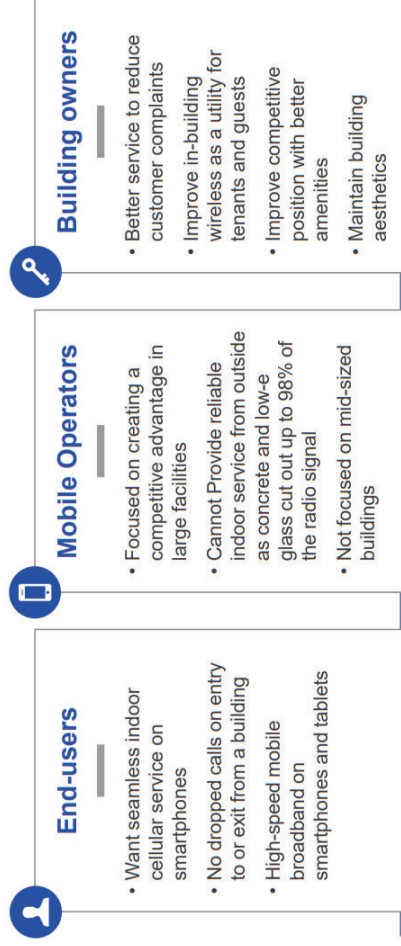 End-users
• Want seamless indoor
cellular service on
smartphones
• No dropped calls on entry
to or exit from a building
• High-speed mobile
broadband on
smartphones and tablets
Mobile Operators
• Focused on creating a
competitive advantage in
large facilities
• Cannot Provide reliable
indoor service from outside
as concrete and low-e
glass cut out up to 98% of
the radio signal
• Not focused on mid-sized
buildings
Building owners
• Better service to reduce
customer complaints
• Improve in-building
wireless as a utility for
tenants and guests
• Improve competitive
position with better
amenities
• Maintain building
aesthetics